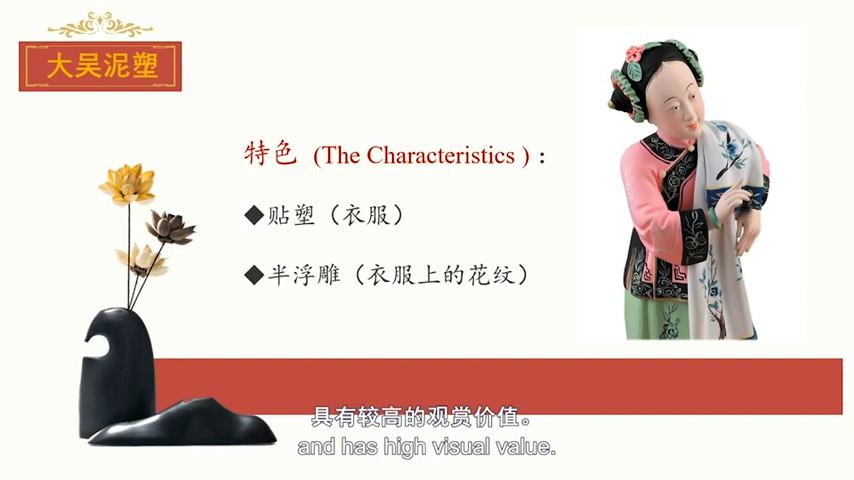 大吴泥塑
特色 (The Characteristics )：
◆贴塑（衣服）
◆半浮雕（衣服上的花纹）
具有较高的观赏价值。
and has high visual value.